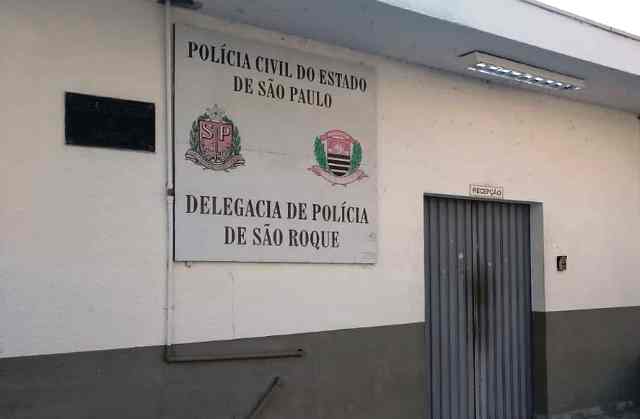 POLÍCIA CIVIL DO ESTADO
DE SÃO PAULO
SP
DELEGACIA DE POLÍCIA
DE SÃO ROQUE
RECEPÇÃO